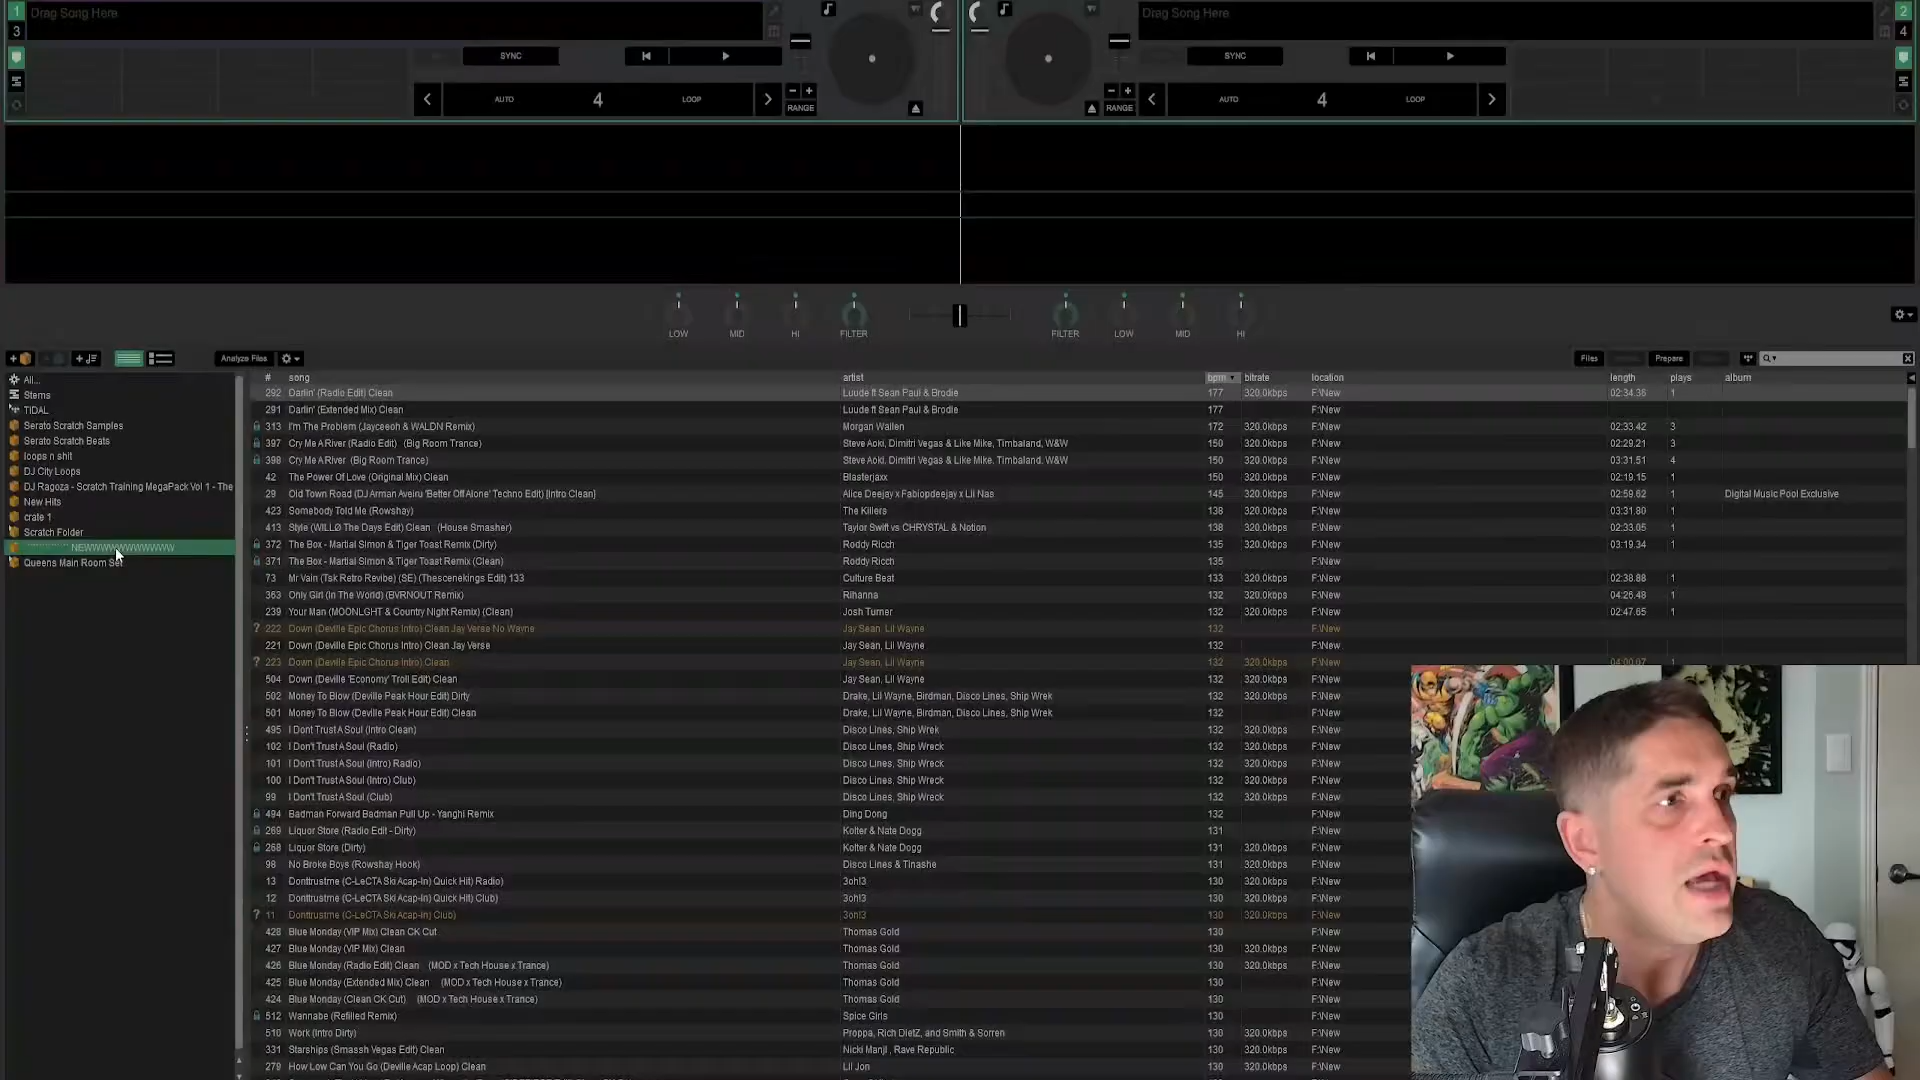 1 Drag Song Here
3
SYNC
AUTO 4 LOOP
RANGE
Drag Song Here 2
4
SYNC
RANGE
AUTO 4 LOOP
LOW MID HI FILTER FILTER LOW MID HI
Analyze Files Files Prepare
All...
Stems
TIDAL
Serato Scratch Samples
Serato Scratch Beats
loops n shit
DJ City Loops
DJ Ragoza - Scratch Training MegaPack Vol 1 - The
New Hits
crate 1
Scratch Folder
Queens Main Room Set
# song artist bpm bitrate location length plays album
292 Darlin' (Radio Edit) Clean Luude ft Sean Paul & Brodie 177 320.0kbps F:\New 02:34.35 1
291 Darlin' (Extended Mix) Clean Luude ft Sean Paul & Brodie 177 F:\New
313 I'm The Problem (Jayceeoh & WALDN Remix) Morgan Wallen 172 320.0kbps F:\New 02:33.42 3
397 Cry Me A River (Radio Edit) (Big Room Trance) Steve Aoki, Dimitri Vegas & Like Mike, Timbaland, W&W 150 320.0kbps F:\New 02:29.21 3
398 Cry Me A River (Big Room Trance) Steve Aoki, Dimitri Vegas & Like Mike, Timbaland, W&W 150 320.0kbps F:\New 03:31.51 4
42 The Power Of Love (Original Mix) Clean Blasterjaxx 150 320.0kbps F:\New 02:19.15 1
29 Old Town Road (DJ Arman Aveiru 'Better Off Alone' Techno Edit) [Intro Clean] Alice Deejay x Fabiopdeejay x Lil Nas 145 320.0kbps F:\New 02:59.62 1 Digital Music Pool Exclusive
423 Somebody Told Me (Rowshay) The Killers 138 320.0kbps F:\New 03:31.80 1
413 Style (WILLØ The Days Edit) Clean (House Smasher) Taylor Swift vs CHRYSTAL & Notion 138 320.0kbps F:\New 02:33.05 1
372 The Box - Martial Simon & Tiger Toast Remix (Dirty) Roddy Ricch 135 320.0kbps F:\New 03:19.34 1
371 The Box - Martial Simon & Tiger Toast Remix (Clean) Roddy Ricch 135 F:\New
73 Mr Vain (Tsk Retro Revibe) (SE) (Thescenekings Edit) 133 Culture Beat 133 320.0kbps F:\New 02:38.88 1
363 Only Girl (In The World) (BVRNOUT Remix) Rihanna 132 320.0kbps F:\New 04:26.48 1
239 Your Man (MOONLGHT & Country Night Remix) (Clean) Josh Turner 132 320.0kbps F:\New 02:47.65 1
? 222 Down (Deville Epic Chorus Intro) Clean Jay Verse No Wayne Jay Sean, Lil Wayne 132 F:\New
221 Down (Deville Epic Chorus Intro) Clean Jay Verse Jay Sean, Lil Wayne 132 F:\New
? 223 Down (Deville Epic Chorus Intro) Clean Jay Sean, Lil Wayne 132 320.0kbps F:\New 04:00.07 1
504 Down (Deville 'Economy' Troll Edit) Clean Jay Sean, Lil Wayne 132 320.0kbps F:\New
502 Money To Blow (Deville Peak Hour Edit) Dirty Drake, Lil Wayne, Birdman, Disco Lines, Ship Wrek 132 320.0kbps F:\New
501 Money To Blow (Deville Peak Hour Edit) Clean Drake, Lil Wayne, Birdman, Disco Lines, Ship Wrek 132 F:\New
495 I Dont Trust A Soul (Intro Clean) Disco Lines, Ship Wrek 132 320.0kbps F:\New
102 I Don't Trust A Soul (Radio) Disco Lines, Ship Wreck 132 320.0kbps F:\New
101 I Don't Trust A Soul (Intro) Radio) Disco Lines, Ship Wreck 132 320.0kbps F:\New
100 I Don't Trust A Soul (Intro) Club) Disco Lines, Ship Wreck 132 320.0kbps F:\New
99 I Don't Trust A Soul (Club) Disco Lines, Ship Wreck 132 320.0kbps F:\New
494 Badman Forward Badman Pull Up - Yanghi Remix Ding Dong 132 F:\New
269 Liquor Store (Radio Edit - Dirty) Kolter & Nate Dogg 131 F:\New
268 Liquor Store (Dirty) Kolter & Nate Dogg 131 320.0kbps F:\New
98 No Broke Boys (Rowshay Hook) Disco Lines & Tinashe 131 320.0kbps F:\New
13 Donttrustme (C-LeCTA Ski Acap-In) Quick Hit) Radio) 3oh!3 130 320.0kbps F:\New
12 Donttrustme (C-LeCTA Ski Acap-In) Quick Hit) Club) 3oh!3 130 320.0kbps F:\New
? 11 Donttrustme (C-LeCTA Ski Acap-In) Club) 3oh!3 130 320.0kbps F:\New
428 Blue Monday (VIP Mix) Clean CK Cut Thomas Gold 130 F:\New
427 Blue Monday (VIP Mix) Clean Thomas Gold 130 320.0kbps F:\New
426 Blue Monday (Radio Edit) Clean (MOD x Tech House x Trance) Thomas Gold 130 320.0kbps F:\New
425 Blue Monday (Extended Mix) Clean (MOD x Tech House x Trance) Thomas Gold 130 F:\New
424 Blue Monday (Clean CK Cut) (MOD x Tech House x Trance) Thomas Gold 130 F:\New
512 Wannabe (Refilled Remix) Spice Girls 130 F:\New
510 Work (Intro Dirty) Proppa, Rich DietZ, and Smith & Sorren 130 320.0kbps F:\New
331 Starships (Smassh Vegas Edit) Clean Nicki Manji, Rave Republic 130 320.0kbps F:\New
279 How Low Can You Go (Deville Acap Loop) Clean Lil Jon 130 320.0kbps F:\New